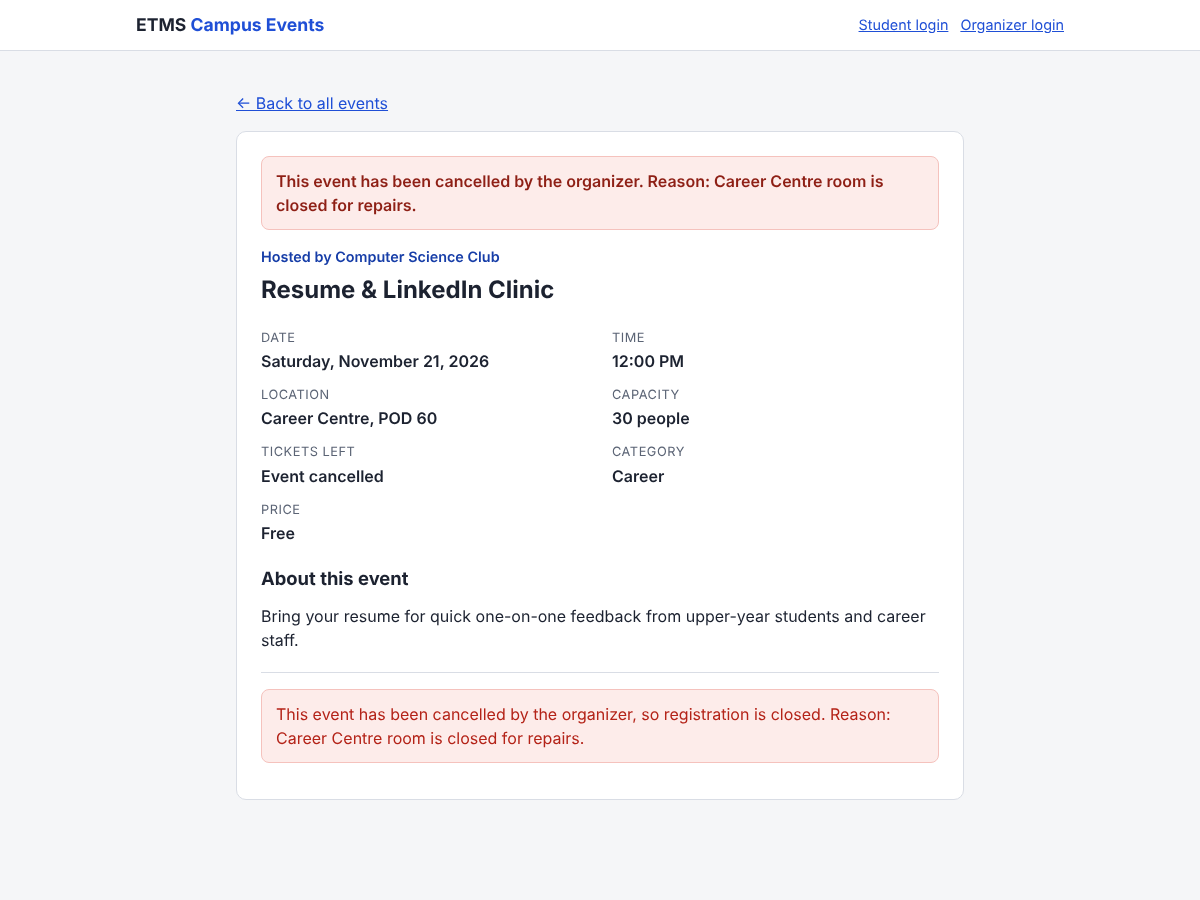 ETMS Campus Events
Student login
Organizer login
← Back to all events
This event has been cancelled by the organizer. Reason: Career Centre room is
closed for repairs.
Hosted by Computer Science Club
Resume & LinkedIn Clinic
DATE
Saturday, November 21, 2026
TIME
12:00 PM
LOCATION
Career Centre, POD 60
CAPACITY
30 people
TICKETS LEFT
Event cancelled
CATEGORY
Career
PRICE
Free
About this event
Bring your resume for quick one-on-one feedback from upper-year students and career
staff.
This event has been cancelled by the organizer, so registration is closed. Reason:
Career Centre room is closed for repairs.